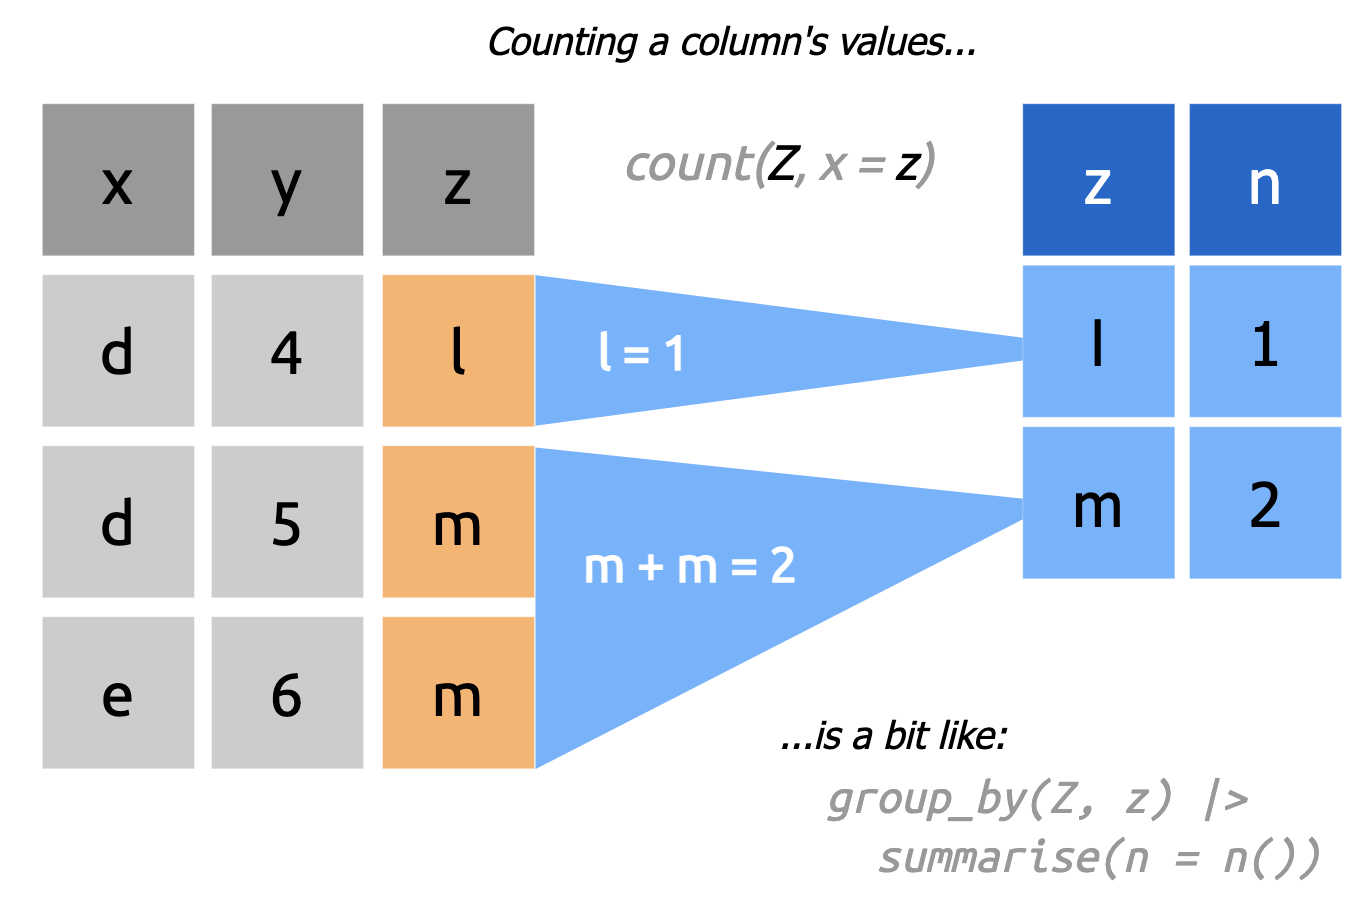 Counting a column's values...
count(Z, x = z)
x y z
d 4 l
d 5 m
e 6 m
l = 1
m + m = 2
z n
l 1
m 2
...is a bit like:
group_by(Z, z) |>
summarise(n = n())